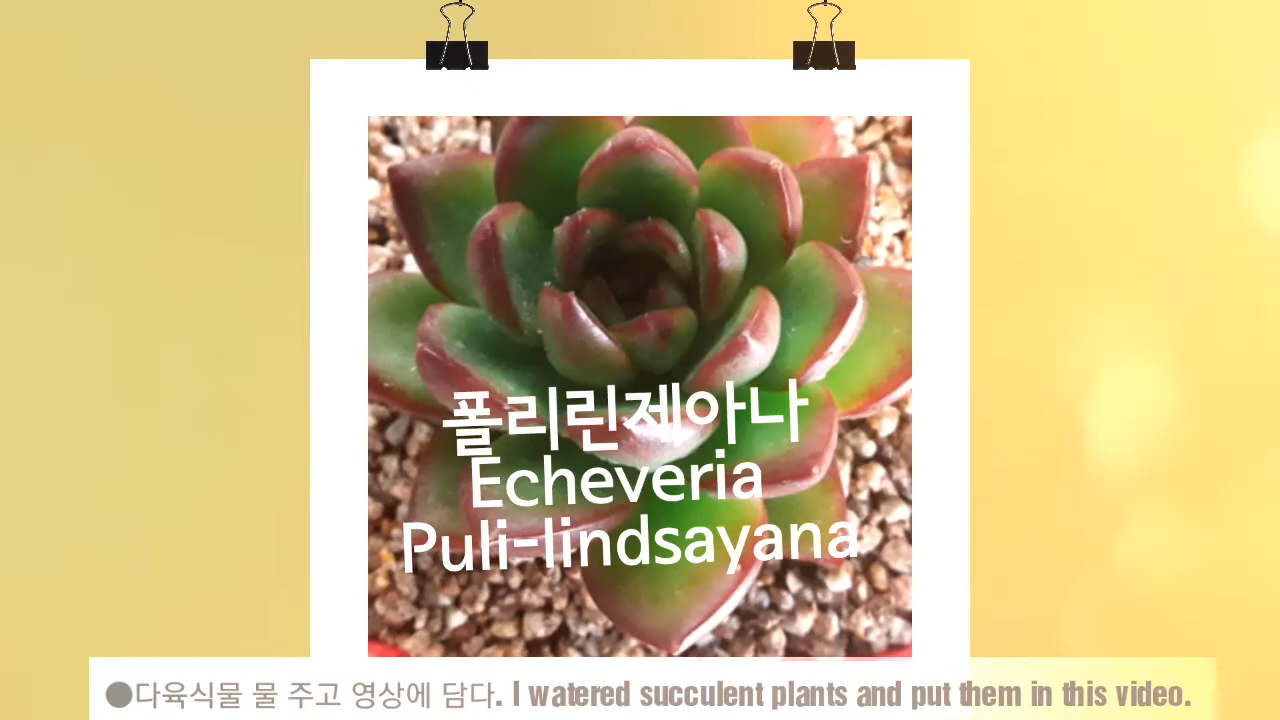 폴리린제아나
Echeveria
Puli-lindsayana
●다육식물 물 주고 영상에 담다. I watered succulent plants and put them in this video.